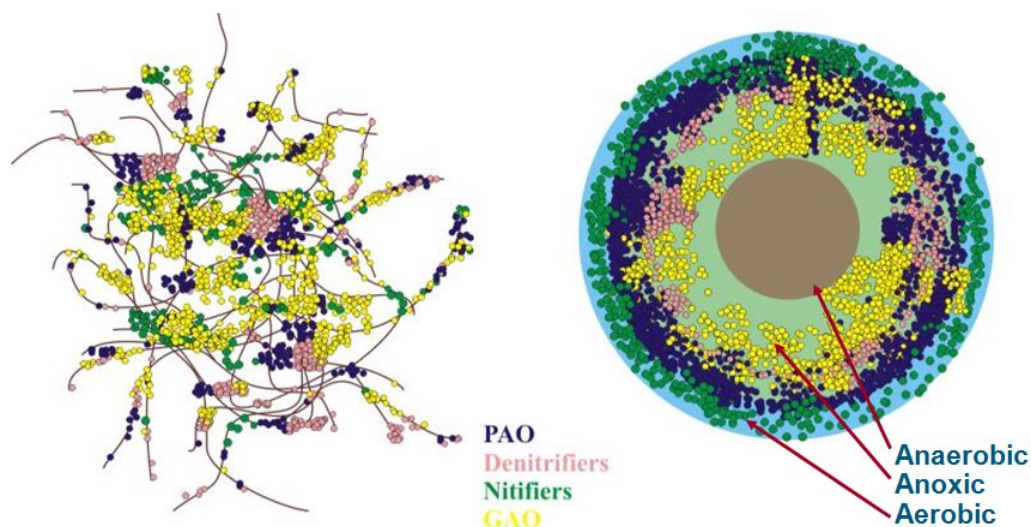 PAO
Denitrifiers
Nitifiers
GAO
Anaerobic
Anoxic
Aerobic